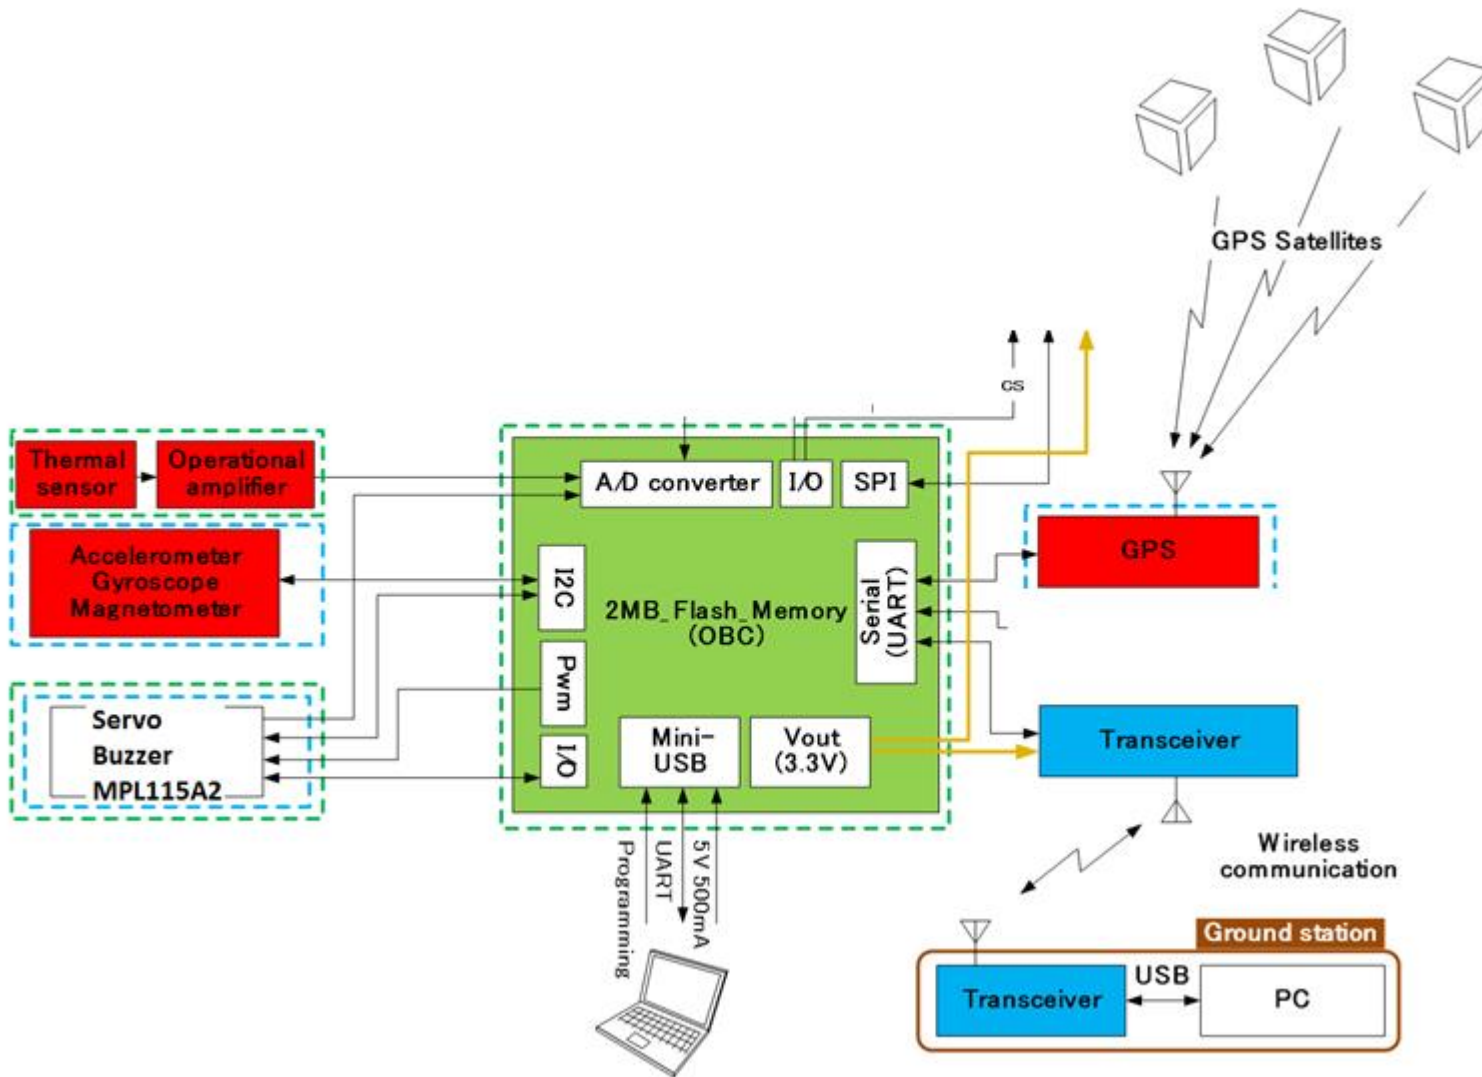 GPS Satellites
cs
Thermal
sensor
Operational
amplifier
A/D converter
I/O
SPI
Accelerometer
Gyroscope
Magnetometer
I2C
2MB_Flash_Memory
(OBC)
Serial
(UART)
GPS
Pwm
I/O
Servo
Buzzer
MPL115A2
Mini-
USB
Vout
(3.3V)
Transceiver
Programming
UART
5V 500mA
Wireless
communication
Ground station
Transceiver
USB
PC